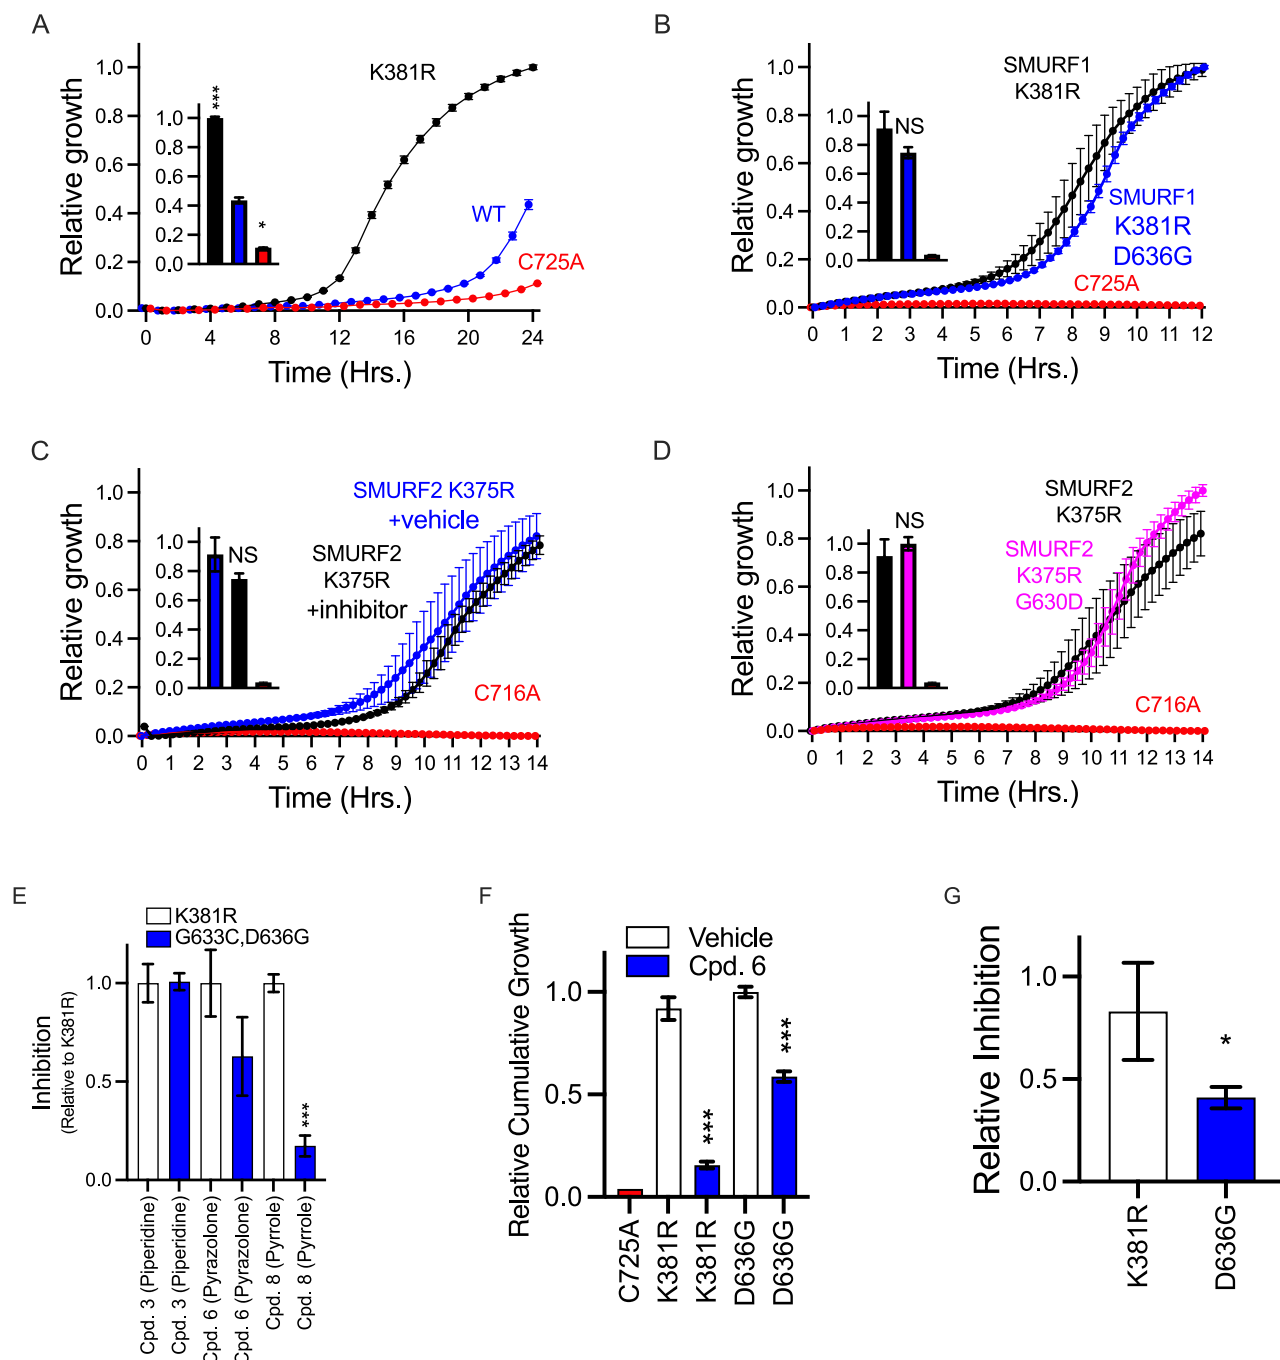 A
Relative growth
1.0
0.8
0.6
0.4
0.2
0.0
0 4 8 12 16 20 24
Time (Hrs.)
K381R
WT
C725A
***
*
1.0
0.8
0.6
0.4
0.2
0.0
B
Relative growth
1.0
0.8
0.6
0.4
0.2
0.0
0 1 2 3 4 5 6 7 8 9 10 11 12
Time (Hrs.)
SMURF1
K381R
SMURF1
K381R
D636G
C725A
NS
1.0
0.8
0.6
0.4
0.2
0.0
C
Relative growth
1.0
0.8
0.6
0.4
0.2
0.0
0 1 2 3 4 5 6 7 8 9 10 11 12 13 14
Time (Hrs.)
SMURF2 K375R
+vehicle
SMURF2
K375R
+inhibitor
C716A
NS
1.0
0.8
0.6
0.4
0.2
0.0
D
Relative growth
1.0
0.8
0.6
0.4
0.2
0.0
0 1 2 3 4 5 6 7 8 9 10 11 12 13 14
Time (Hrs.)
SMURF2
K375R
SMURF2
K375R
G630D
C716A
NS
1.0
0.8
0.6
0.4
0.2
0.0
E
K381R
G633C,D636G
Inhibition
(Relative to K381R)
1.0
0.5
0.0
***
Cpd. 3 (Piperidine)
Cpd. 3 (Piperidine)
Cpd. 6 (Pyrazolone)
Cpd. 6 (Pyrazolone)
Cpd. 8 (Pyrrole)
Cpd. 8 (Pyrrole)
F
Vehicle
Cpd. 6
Relative Cumulative Growth
1.0
0.5
0.0
***
***
C725A
K381R
K381R
D636G
D636G
G
Relative Inhibition
1.0
0.5
0.0
*
K381R
D636G